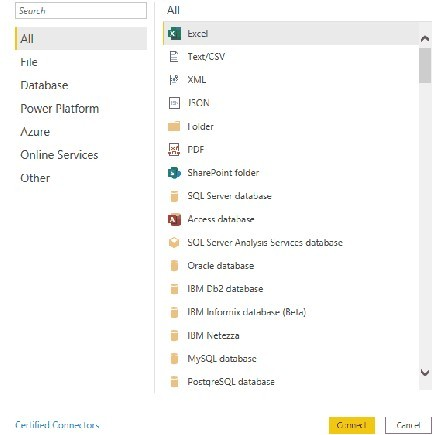 Search
All
File
Database
Power Platform
Azure
Online Services
Other
All
Excel
Text/CSV
XML
JSON
Folder
PDF
SharePoint folder
SQL Server database
Access database
SQL Server Analysis Services database
Oracle database
IBM Db2 database
IBM Informix database (Beta)
IBM Netezza
MySQL database
PostgreSQL database
Certified Connectors
Connect
Cancel